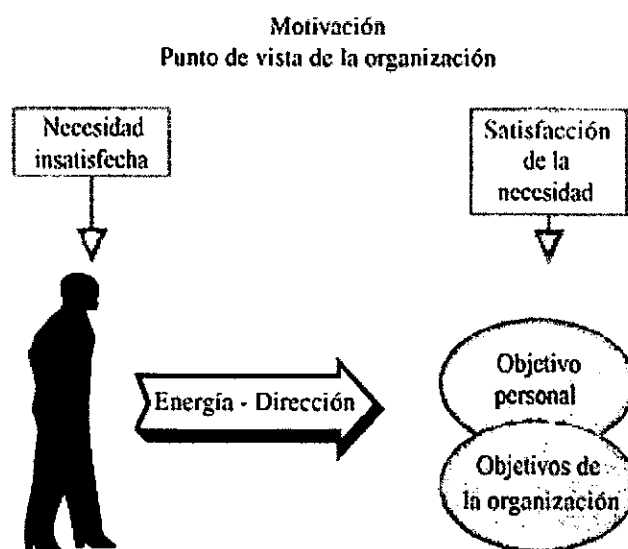 Motivación
Punto de vista de la organización
Necesidad
insatisfecha
Satisfacción
de la
necesidad
Energía - Dirección
Objetivo
personal
Objetivos de
la organización